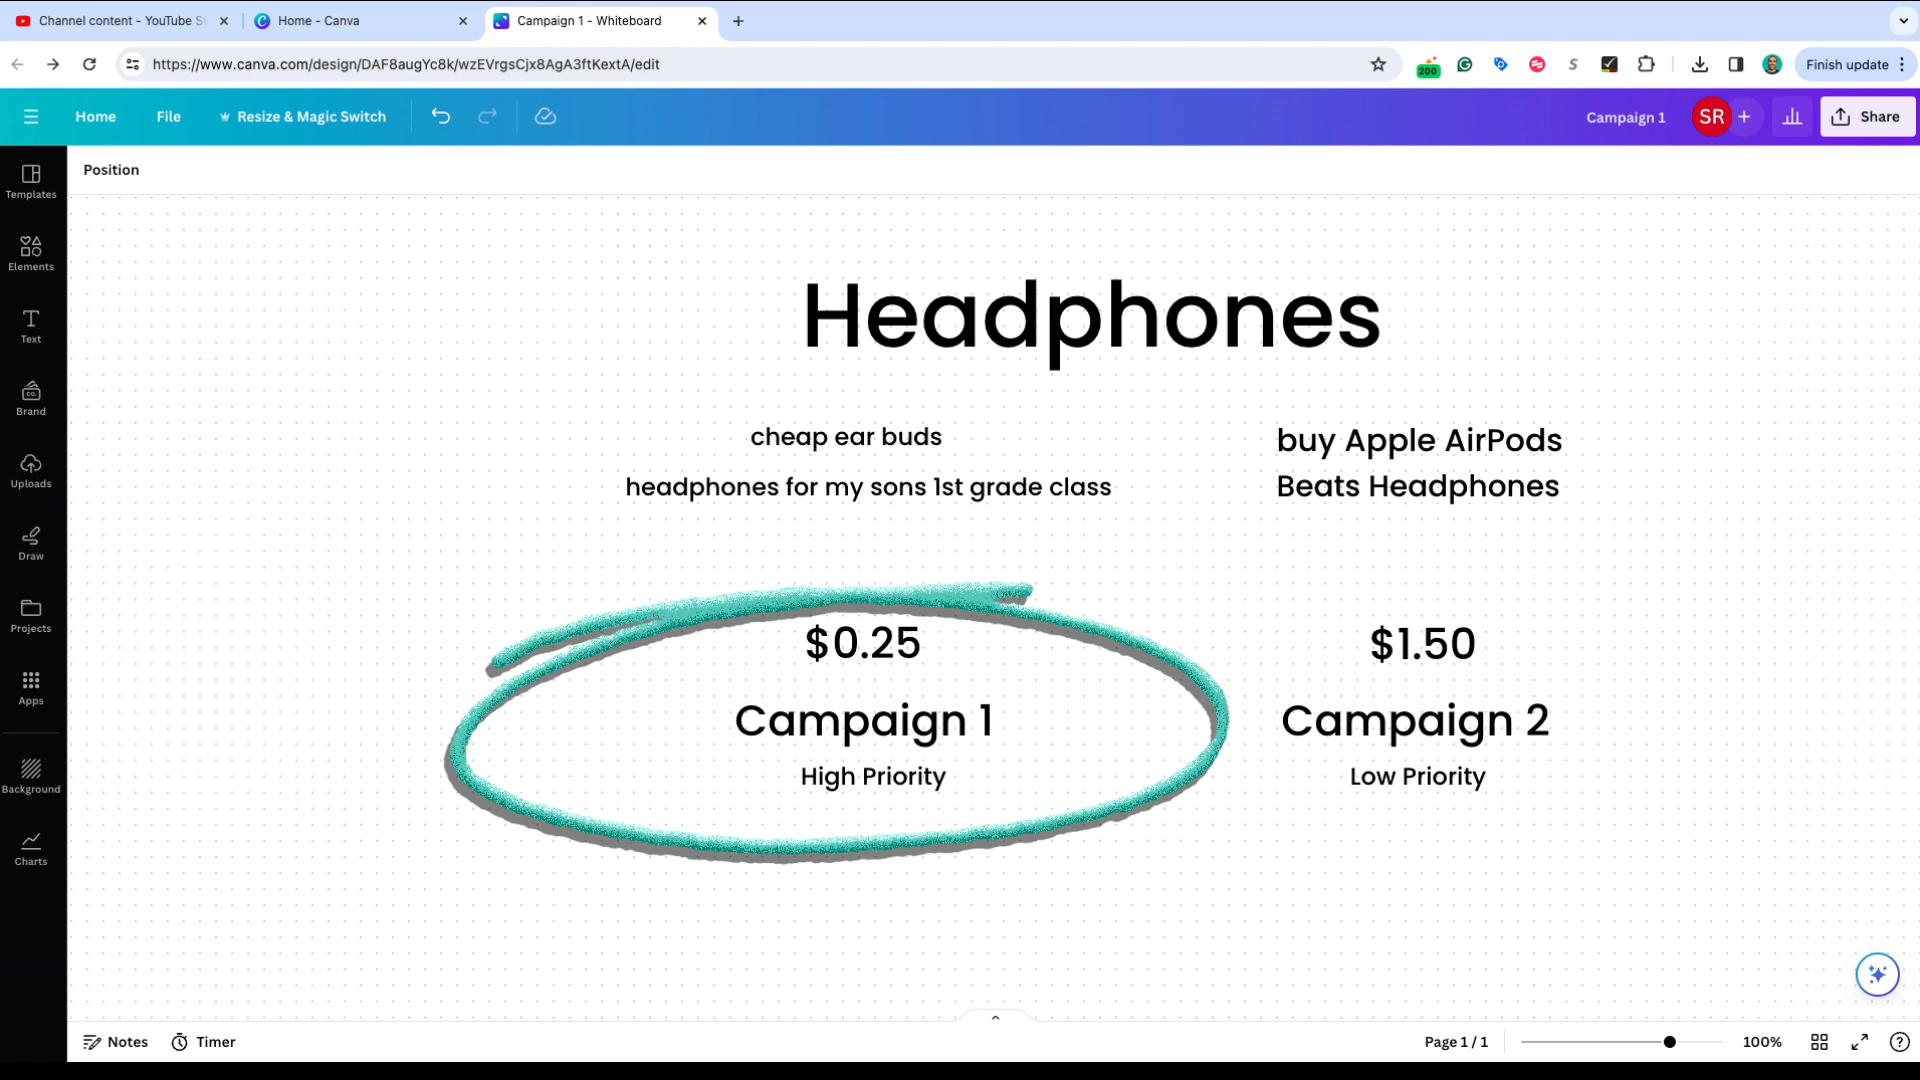 Channel content - YouTube S
Home - Canva
Campaign 1 - Whiteboard
https://www.canva.com/design/DAF8augYc8k/wzEVrgsCjx8AgA3ftKextA/edit
200
Finish update
Home
File
Resize & Magic Switch
Campaign 1
SR
Share
Position
Templates
Elements
Text
CO.
Brand
Uploads
Draw
Projects
Apps
Background
Charts
Headphones
cheap ear buds
headphones for my sons 1st grade class
buy Apple AirPods
Beats Headphones
$0.25
Campaign 1
High Priority
$1.50
Campaign 2
Low Priority
Notes
Timer
Page 1 / 1
100%